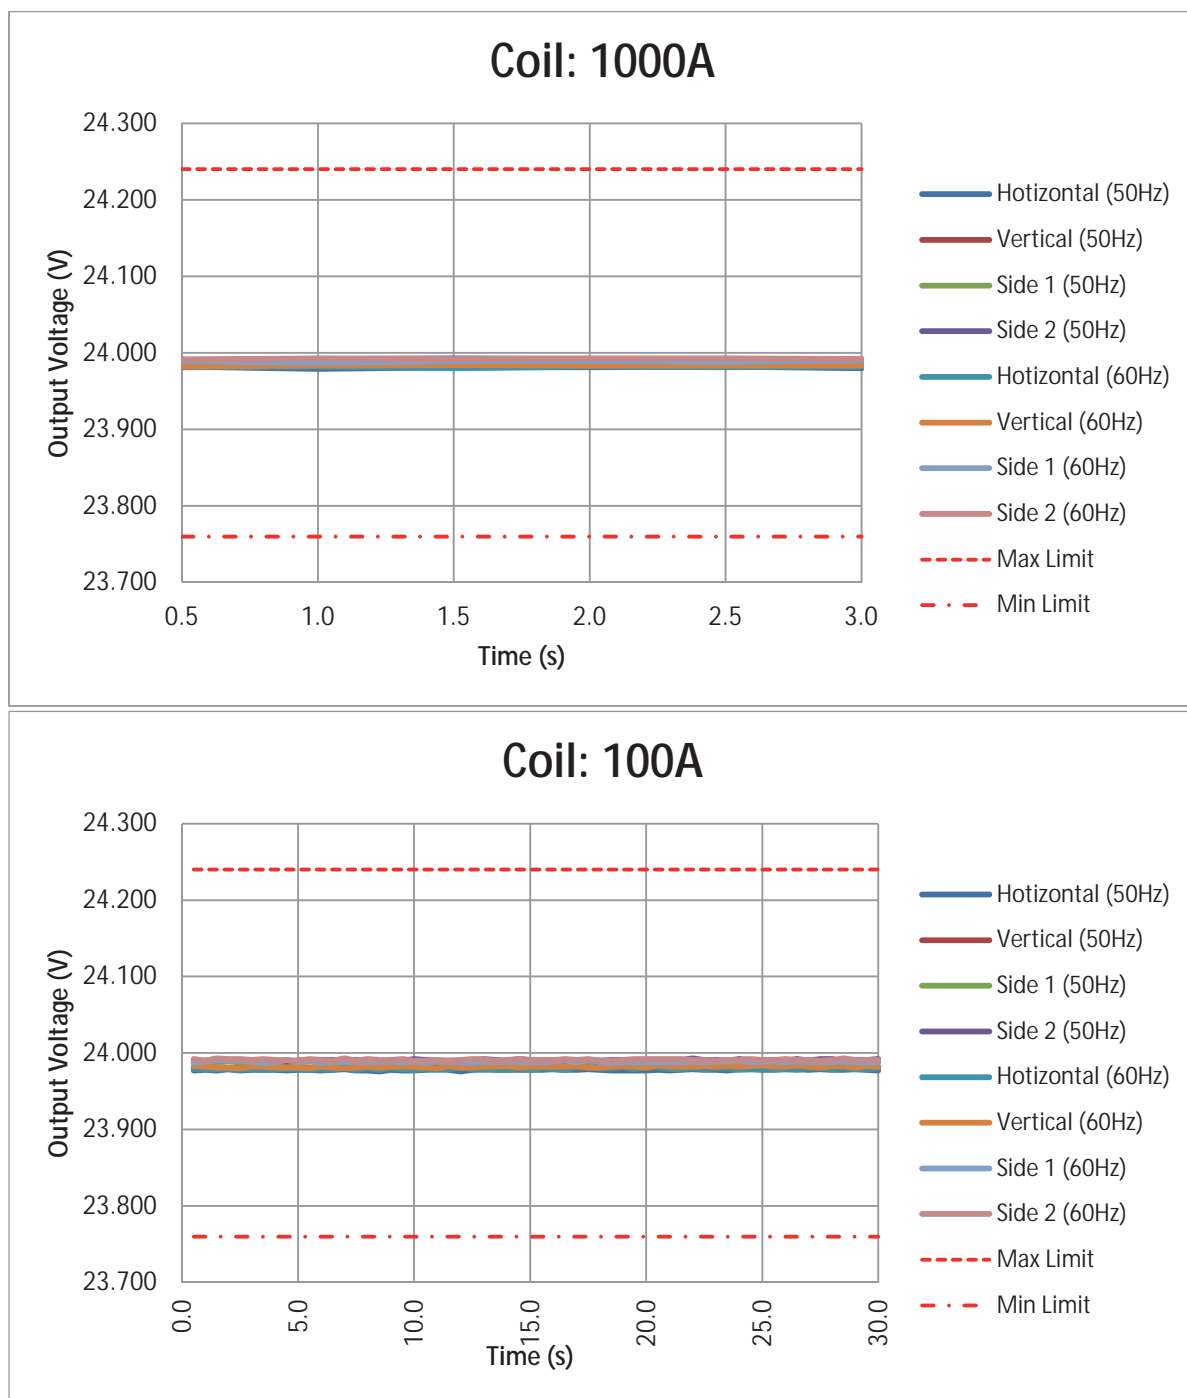 Coil: 1000A
24.300
24.200
24.100
24.000
23.900
23.800
23.700
Output Voltage (V)
0.5 1.0 1.5 2.0 2.5 3.0
Time (s)
Hotizontal (50Hz)
Vertical (50Hz)
Side 1 (50Hz)
Side 2 (50Hz)
Hotizontal (60Hz)
Vertical (60Hz)
Side 1 (60Hz)
Side 2 (60Hz)
Max Limit
Min Limit
Coil: 100A
24.300
24.200
24.100
24.000
23.900
23.800
23.700
Output Voltage (V)
0.0 5.0 10.0 15.0 20.0 25.0 30.0
Time (s)
Hotizontal (50Hz)
Vertical (50Hz)
Side 1 (50Hz)
Side 2 (50Hz)
Hotizontal (60Hz)
Vertical (60Hz)
Side 1 (60Hz)
Side 2 (60Hz)
Max Limit
Min Limit